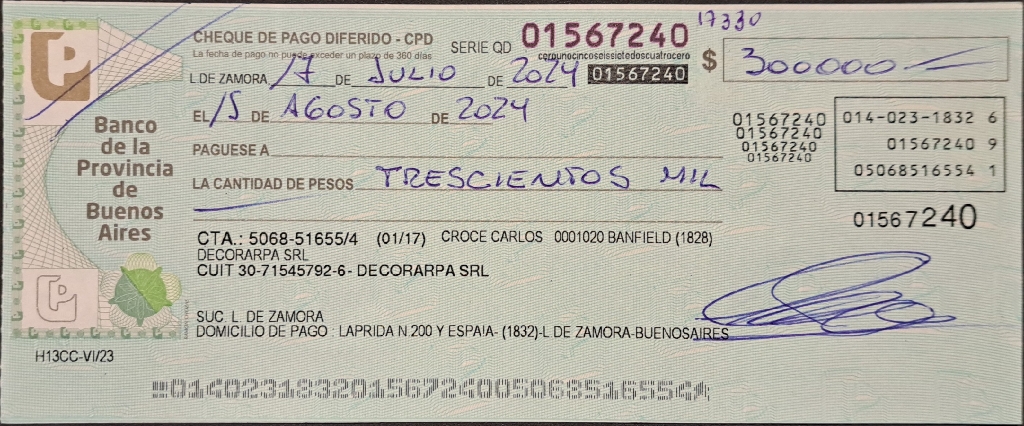 17330
CHEQUE DE PAGO DIFERIDO - CPD SERIE QD 01567240 $ 300000
La fecha de pago no puede exceder un plazo de 360 días cerounocincoseissietedoscuatrocero
L DE ZAMORA, 17 DE JULIO DE 2024 01567240
EL 15 DE AGOSTO DE 2024
PAGUESE A
LA CANTIDAD DE PESOS TRESCIENTOS MIL
01567240
01567240
01567240
01567240
014-023-1832 6
01567240 9
05068516554 1
01567240
Banco
de la
Provincia
de
Buenos
Aires
CTA.: 5068-51655/4 (01/17) CROCE CARLOS 0001020 BANFIELD (1828)
DECORARPA SRL
CUIT 30-71545792-6- DECORARPA SRL
SUC L. DE ZAMORA
DOMICILIO DE PAGO : LAPRIDA N 200 Y ESPAIA- (1832)-L DE ZAMORA-BUENOSAIRES
H13CC-VI/23
01402318320156724005068516554